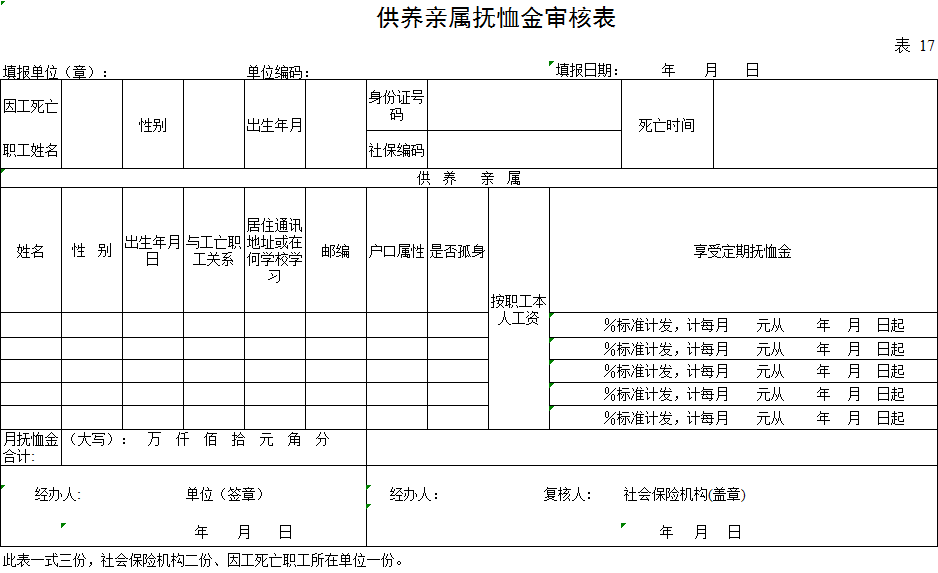 供养亲属抚恤金审核表
表 17
填报单位（章）： 单位编码： 填报日期： 年 月 日
因工死亡
职工姓名
性别
出生年月
身份证号
码
社保编码
死亡时间
供 养 亲 属
姓名
性 别
出生年月
日
与工亡职
工关系
居住通讯
地址或在
何学校学
习
邮编
户口属性
是否孤身
按职工本
人工资
享受定期抚恤金
%标准计发，计每月 元从 年 月 日起
%标准计发，计每月 元从 年 月 日起
%标准计发，计每月 元从 年 月 日起
%标准计发，计每月 元从 年 月 日起
%标准计发，计每月 元从 年 月 日起
月抚恤金
合计:
（大写）： 万 仟 佰 拾 元 角 分
经办人: 单位（签章） 经办人： 复核人： 社会保险机构(盖章)
年 月 日 年 月 日
此表一式三份，社会保险机构二份、因工死亡职工所在单位一份。